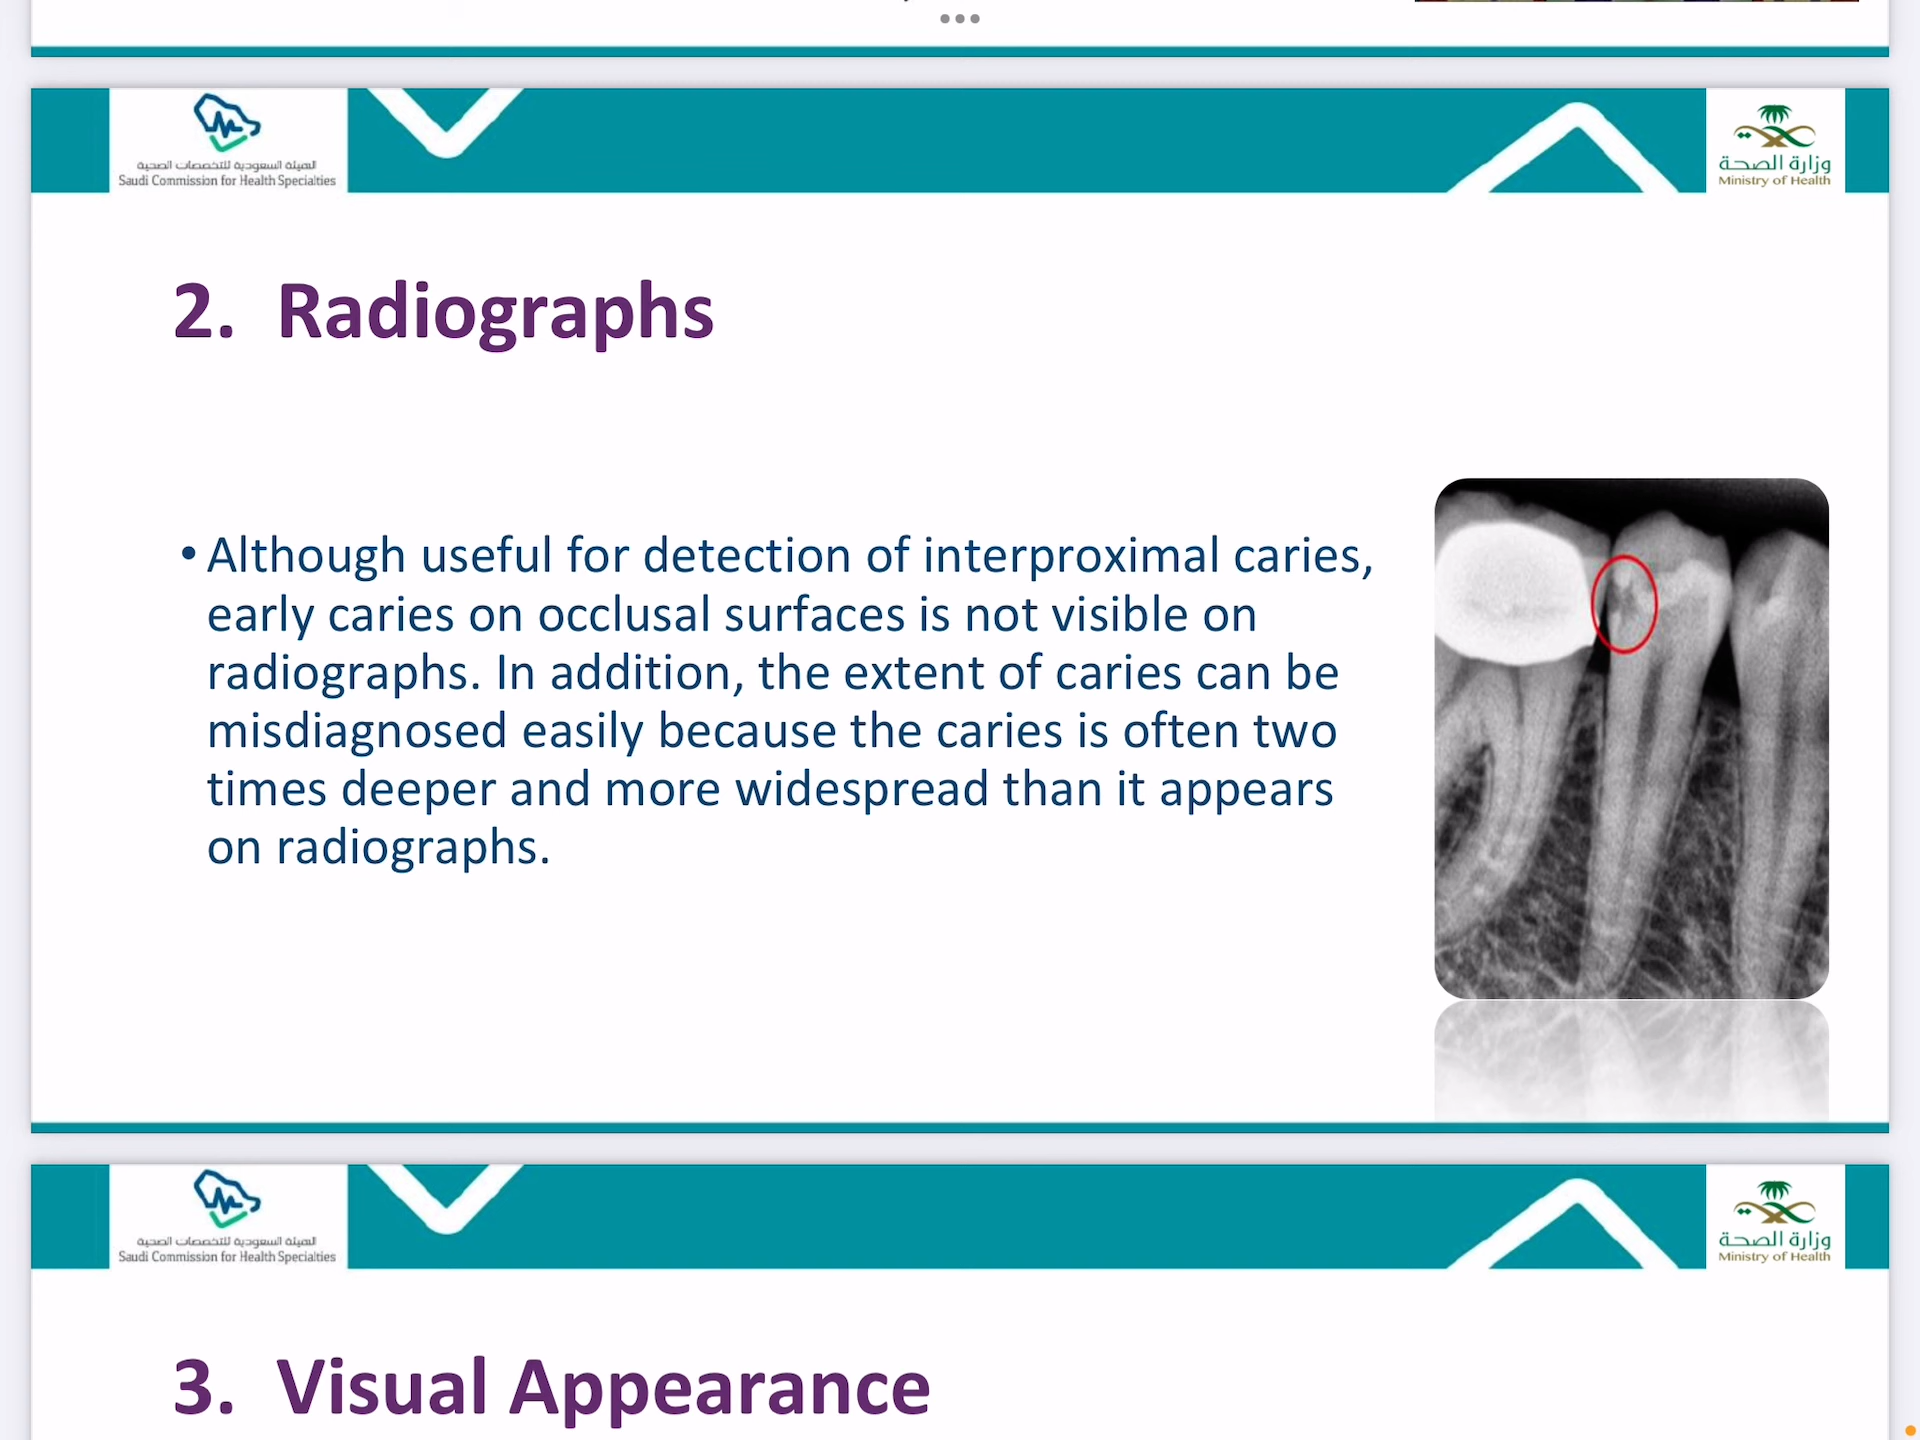 الهيئة السعودية للتخصصات الصحية
Saudi Commission for Health Specialties
وزارة الصحة
Ministry of Health
2. Radiographs
• Although useful for detection of interproximal caries,
early caries on occlusal surfaces is not visible on
radiographs. In addition, the extent of caries can be
misdiagnosed easily because the caries is often two
times deeper and more widespread than it appears
on radiographs.
الهيئة السعودية للتخصصات الصحية
Saudi Commission for Health Specialties
وزارة الصحة
Ministry of Health
3. Visual Appearance